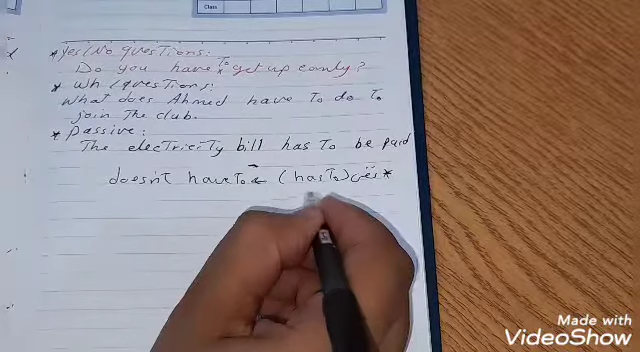 Class
* Yes/No questions:
Do you have To get up early?
* Wh/questions:
What does Ahmed have To do To
join The club.
* Passive:
The electricity bill has To be paid
doesn't have To ← (has To) نفي *
Made with
VideoShow